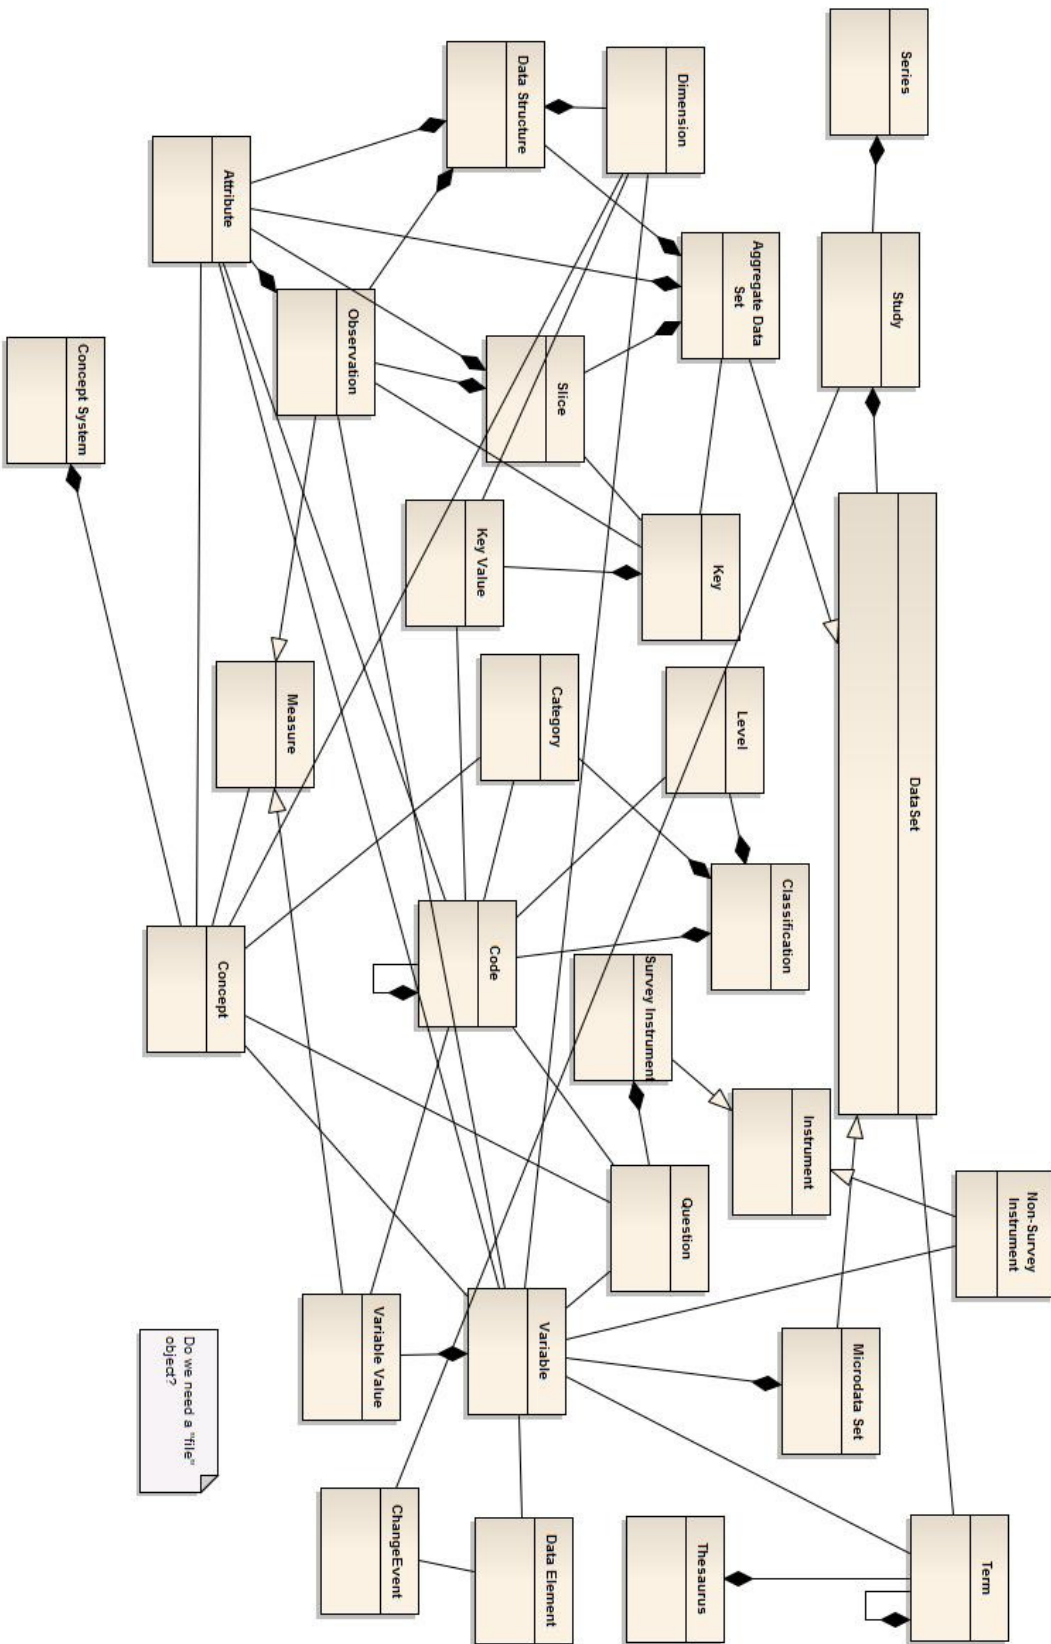 Series
Study
DataSet
Non-Survey
Instrument
Term
Microdata Set
Instrument
Classification
Aggregate Data
Set
Level
Key
Dimension
Question
Thesaurus
Survey Instrument
Slice
Category
Variable
Data Element
Data Structure
Key Value
Code
ChangeEvent
Variable Value
Observation
Measure
Attribute
Concept
Do we need a "file"
object?
Concept System